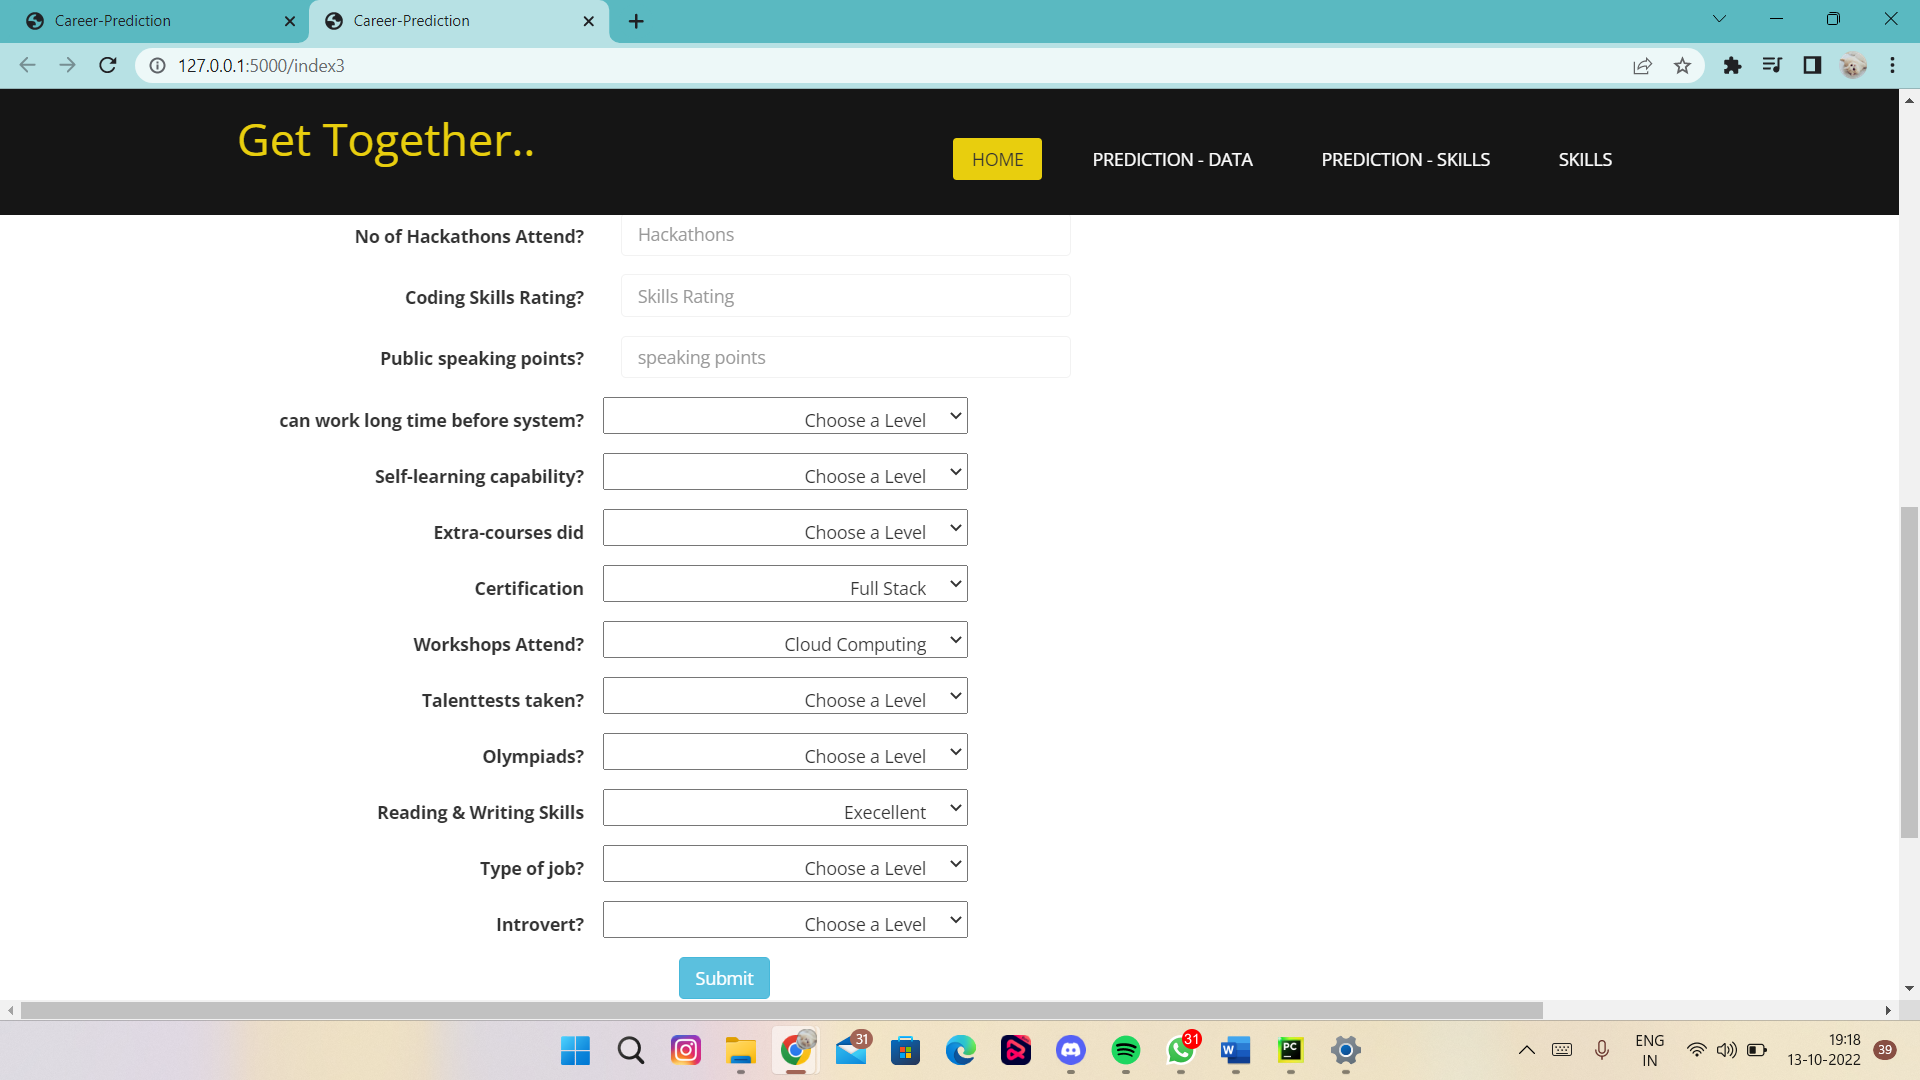 Career-Prediction
Career-Prediction
127.0.0.1:5000/index3
Get Together..
HOME
PREDICTION - DATA
PREDICTION - SKILLS
SKILLS
No of Hackathons Attend? Hackathons
Coding Skills Rating? Skills Rating
Public speaking points? speaking points
can work long time before system? Choose a Level
Self-learning capability? Choose a Level
Extra-courses did Choose a Level
Certification Full Stack
Workshops Attend? Cloud Computing
Talenttests taken? Choose a Level
Olympiads? Choose a Level
Reading & Writing Skills Execellent
Type of job? Choose a Level
Introvert? Choose a Level
Submit
31
31
W
PC
ENG
IN
19:18
13-10-2022
39